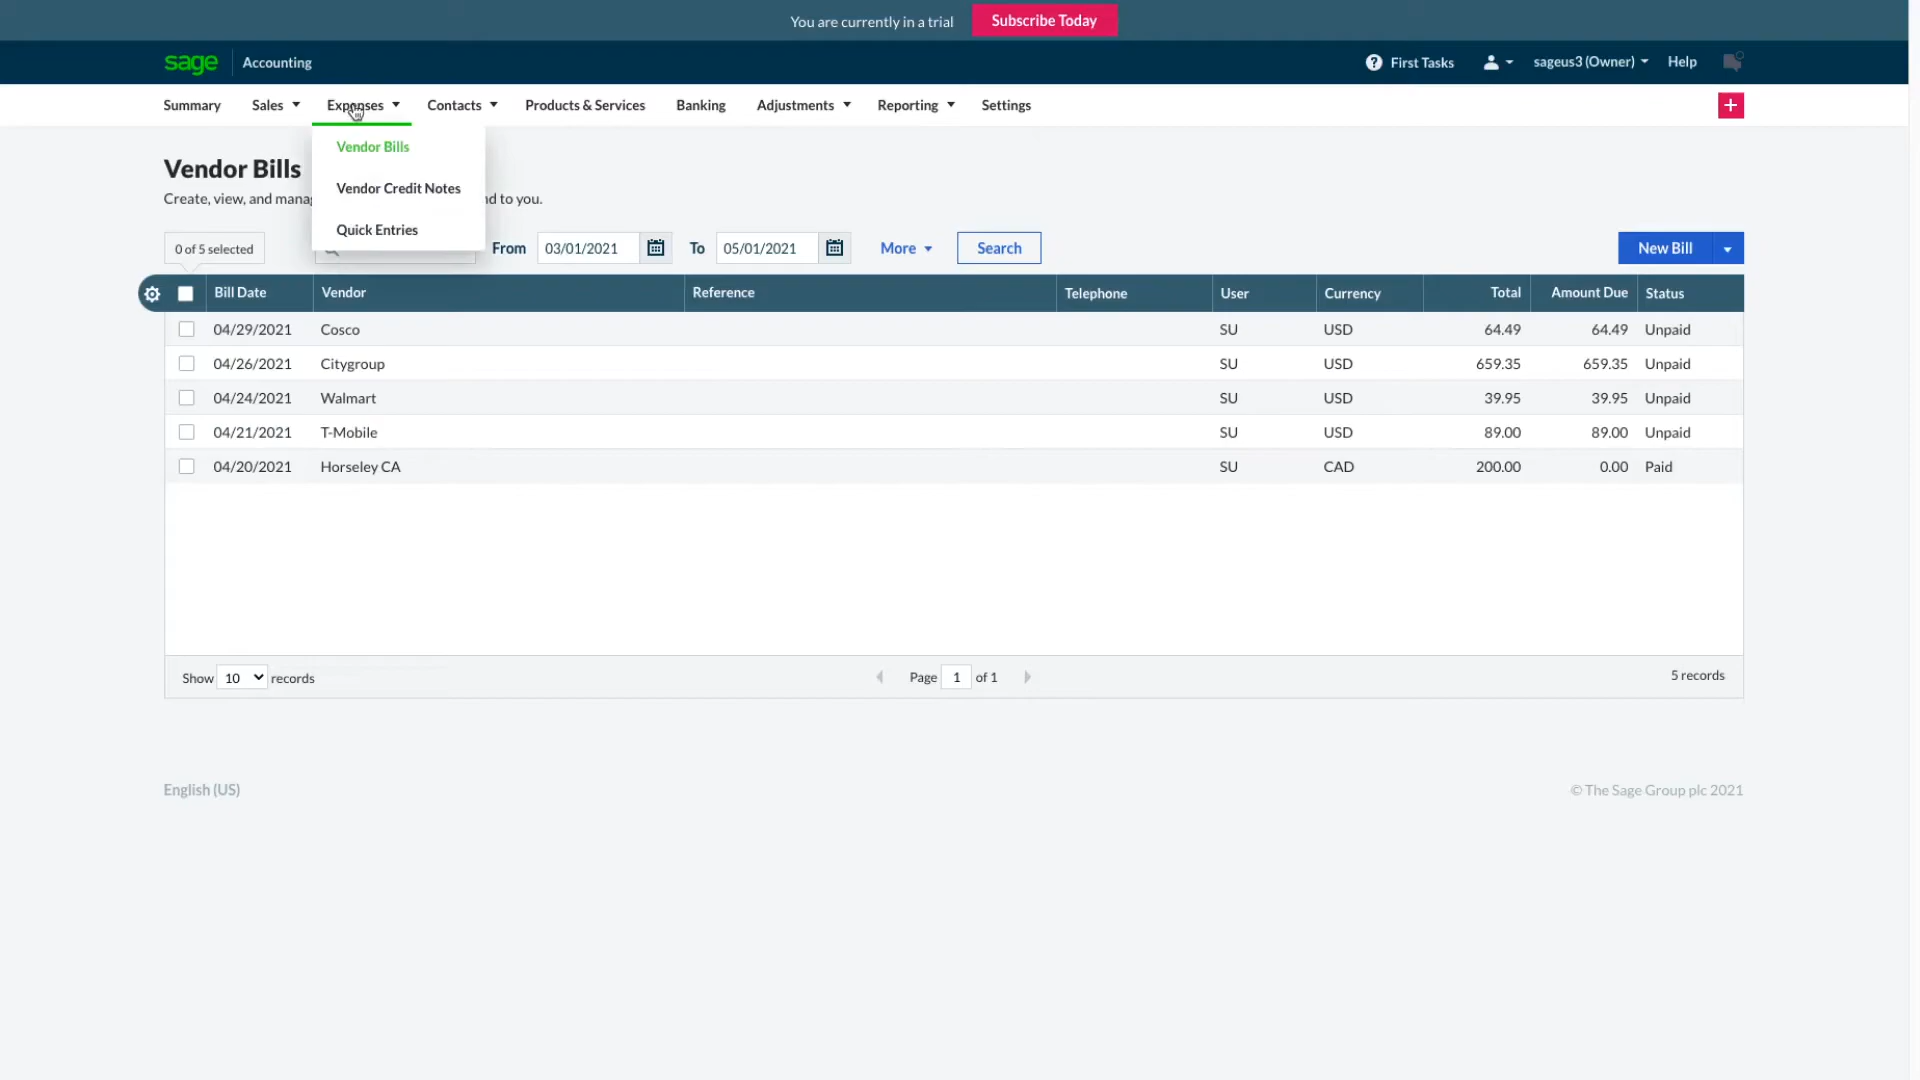 You are currently in a trial Subscribe Today
sage Accounting First Tasks sageus3 (Owner) Help
Summary Sales Expenses Contacts Products & Services Banking Adjustments Reporting Settings +
Vendor Bills
Vendor Bills
Vendor Credit Notes
Create, view, and manag nd to you.
Quick Entries
0 of 5 selected From 03/01/2021 To 05/01/2021 More Search New Bill
Bill Date Vendor Reference Telephone User Currency Total Amount Due Status
04/29/2021 Cosco SU USD 64.49 64.49 Unpaid
04/26/2021 Citygroup SU USD 659.35 659.35 Unpaid
04/24/2021 Walmart SU USD 39.95 39.95 Unpaid
04/21/2021 T-Mobile SU USD 89.00 89.00 Unpaid
04/20/2021 Horseley CA SU CAD 200.00 0.00 Paid
Show 10 records Page 1 of 1 5 records
English (US) © The Sage Group plc 2021